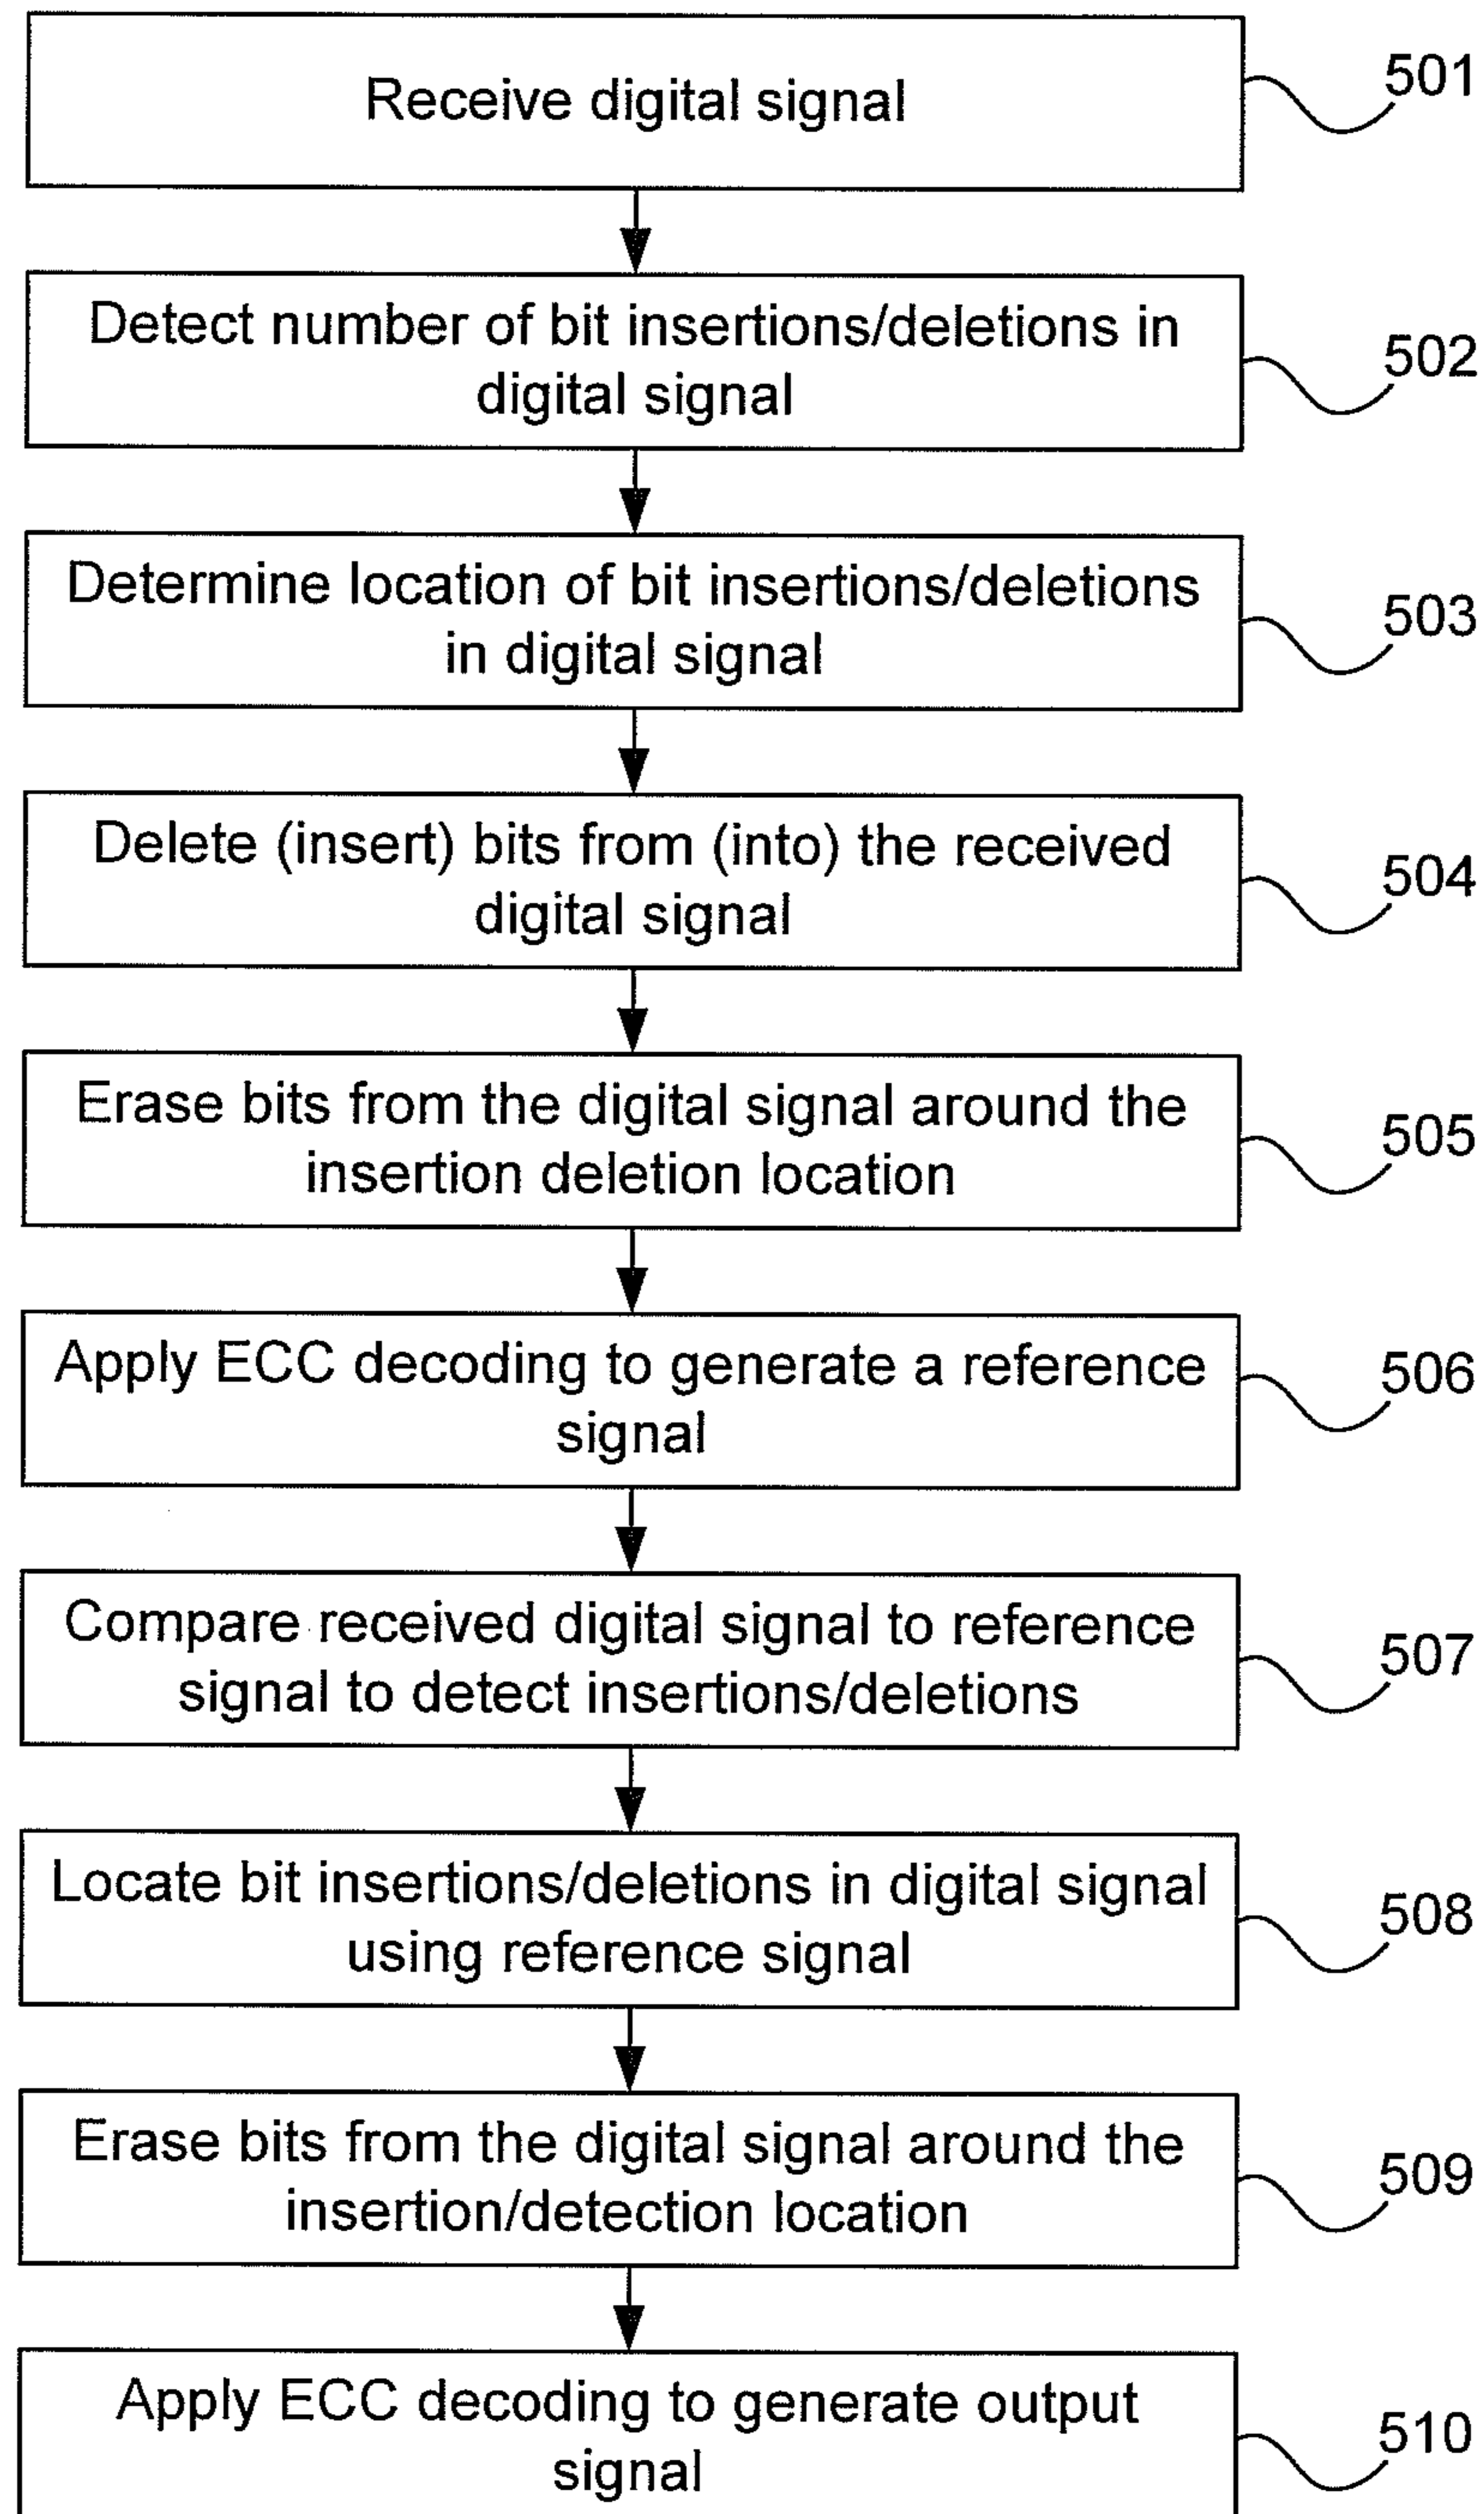 Receive digital signal
501
Detect number of bit insertions/deletions in
digital signal
502
Determine location of bit insertions/deletions
in digital signal
503
Delete (insert) bits from (into) the received
digital signal
504
Erase bits from the digital signal around the
insertion deletion location
505
Apply ECC decoding to generate a reference
signal
506
Compare received digital signal to reference
signal to detect insertions/deletions
507
Locate bit insertions/deletions in digital signal
using reference signal
508
Erase bits from the digital signal around the
insertion/detection location
509
Apply ECC decoding to generate output
signal
510